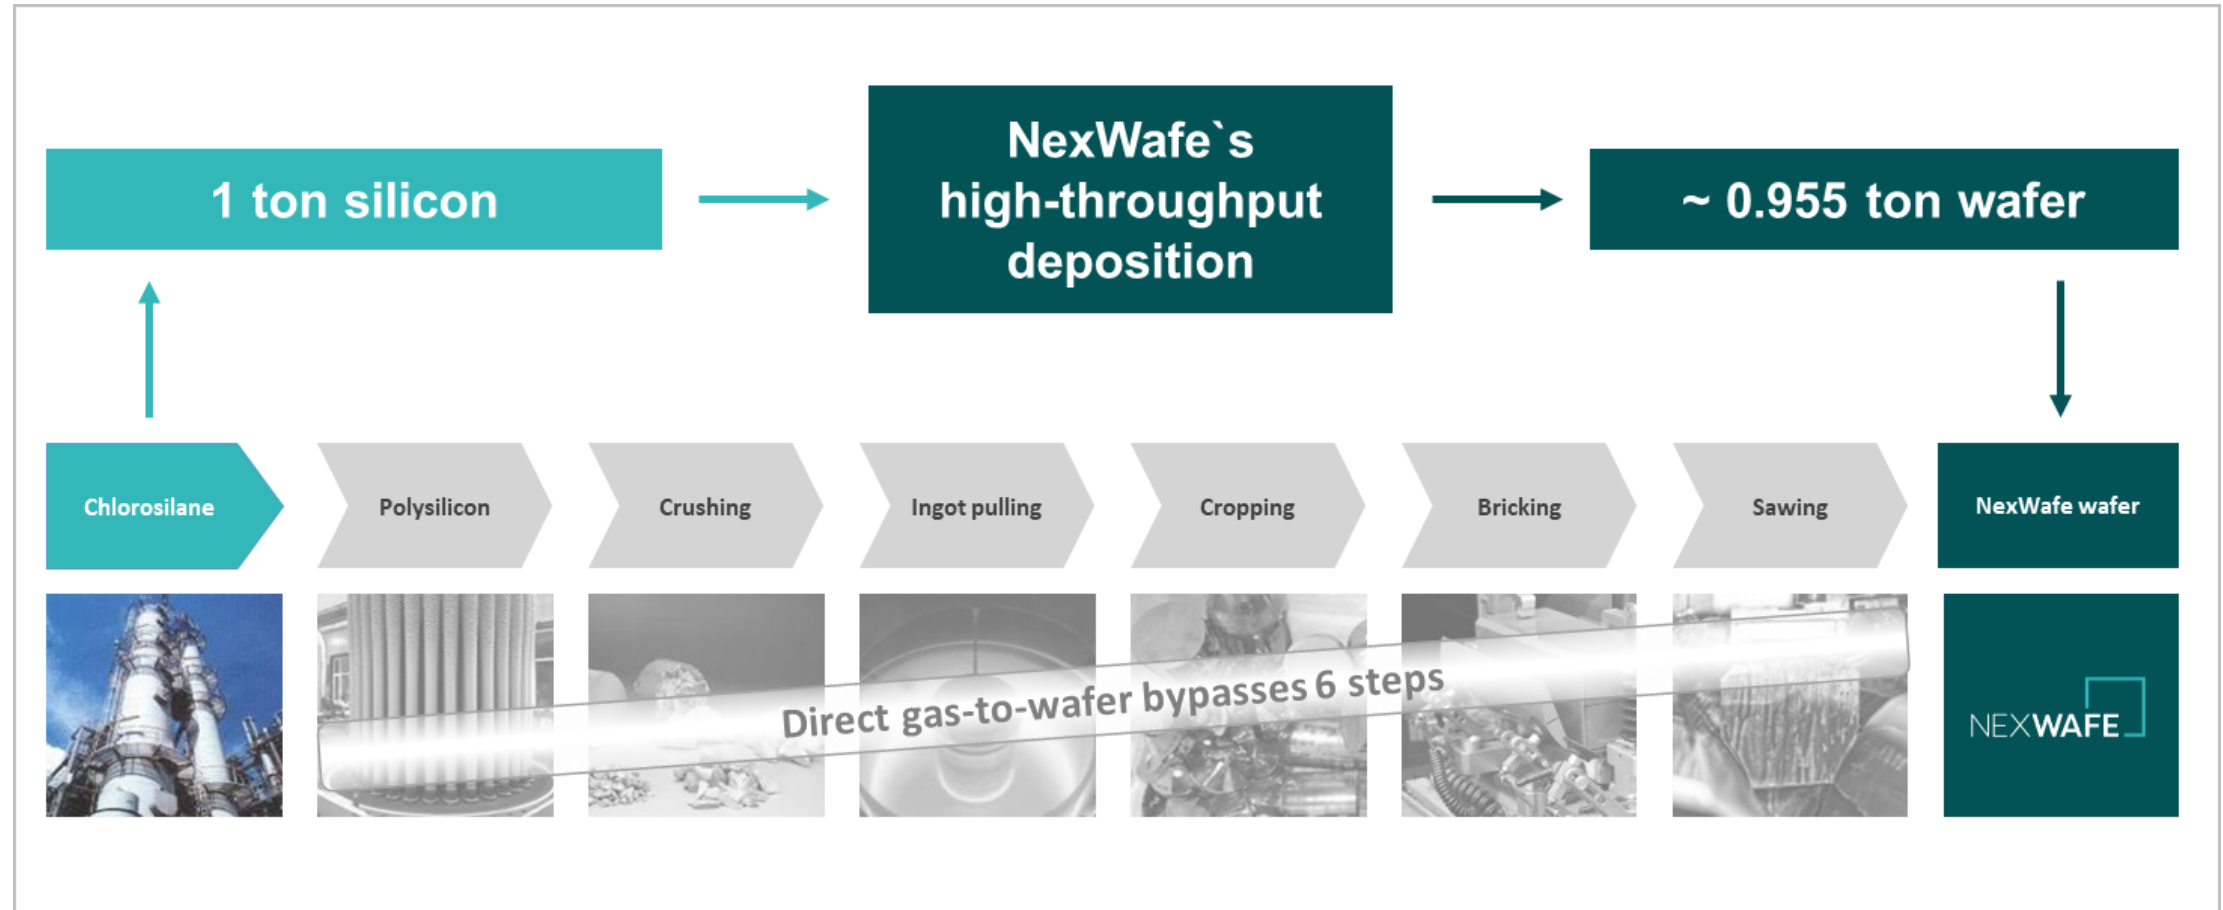 1 ton silicon
NexWafe`s
high-throughput
deposition
~ 0.955 ton wafer
Chlorosilane
Polysilicon
Crushing
Ingot pulling
Cropping
Bricking
Sawing
NexWafe wafer
Direct gas-to-wafer bypasses 6 steps
NEXWAFE